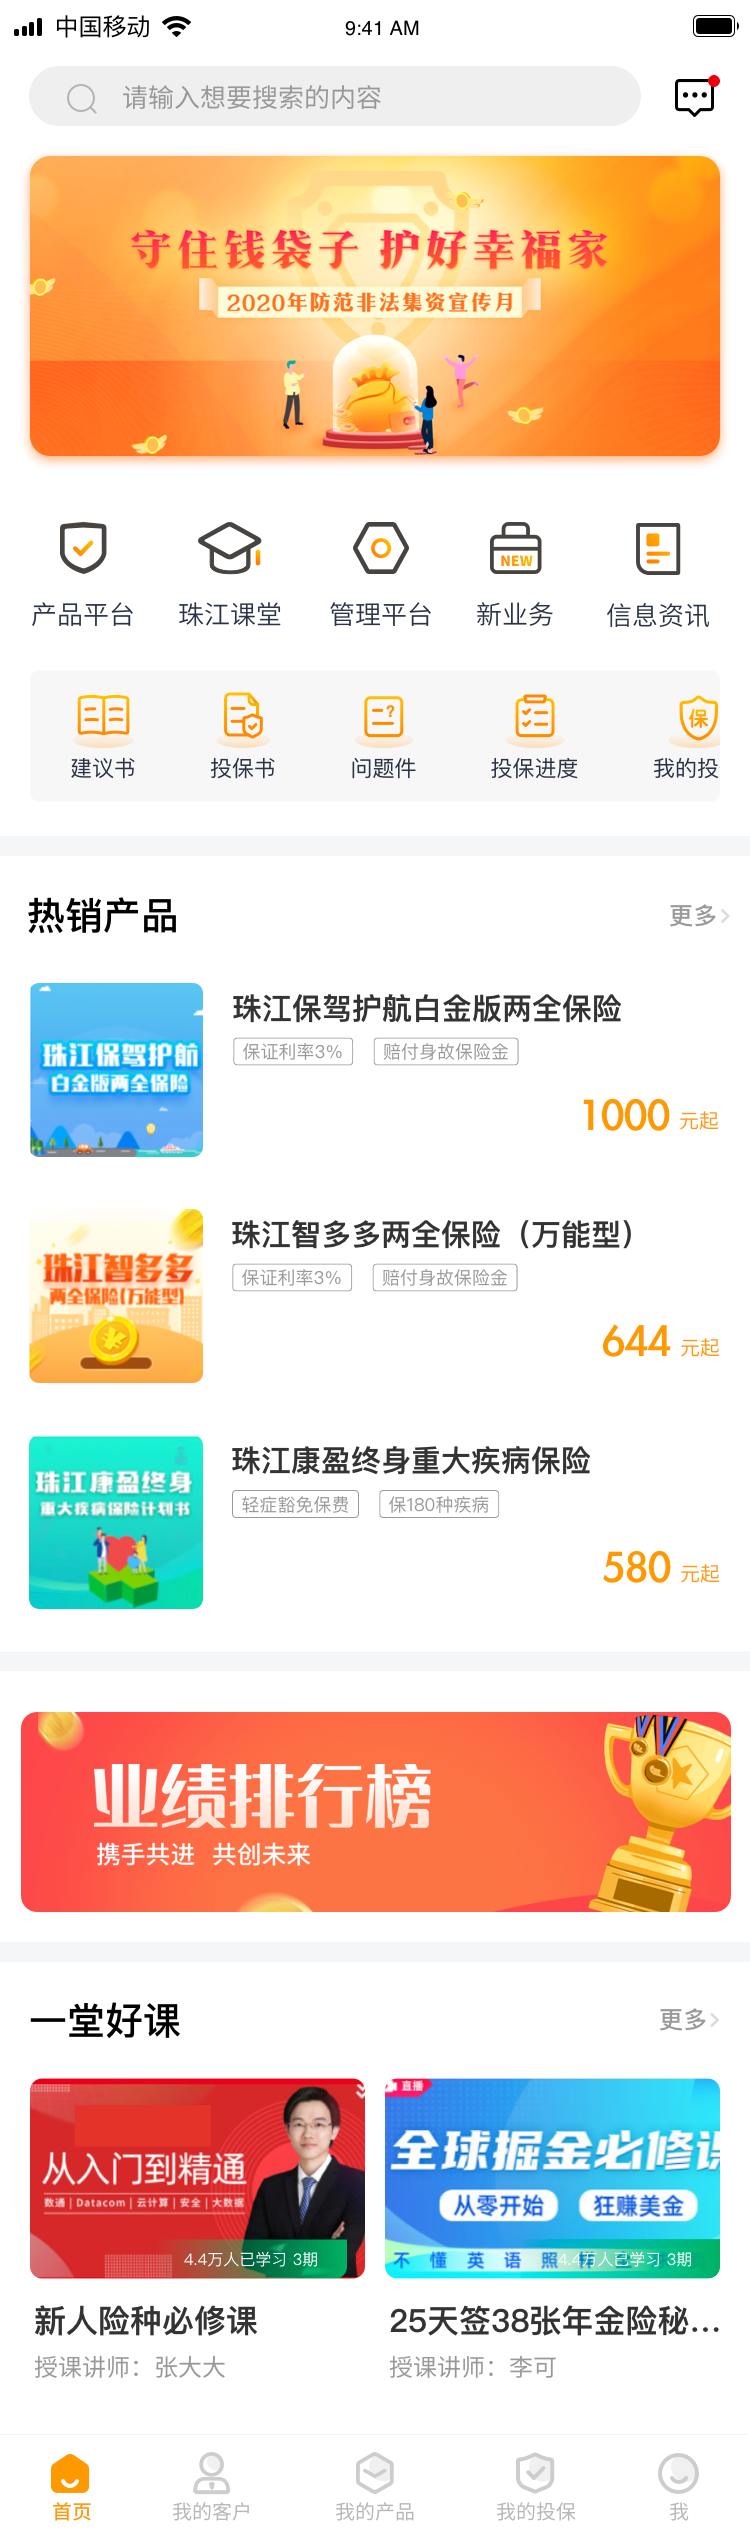 中国移动
9:41 AM
请输入想要搜索的内容
守住钱袋子 护好幸福家
2020年防范非法集资宣传月
产品平台
珠江课堂
管理平台
NEW
新业务
信息资讯
保
建议书
投保书
问题件
投保进度
我的投
热销产品
更多
珠江保驾护航
白金版两全保险
珠江保驾护航白金版两全保险
保证利率3%
赔付身故保险金
1000 元起
珠江智多多
两全保险(万能型)
珠江智多多两全保险（万能型）
保证利率3%
赔付身故保险金
644 元起
珠江康盈终身
重大疾病保险计划书
珠江康盈终身重大疾病保险
轻症豁免保费
保180种疾病
580 元起
业绩排行榜
携手共进 共创未来
一堂好课
更多
从入门到精通
数通 | Datacom | 云计算 | 安全 | 大数据
4.4万人已学习 3期
直播
全球掘金必修课
从零开始
狂赚美金
不 懂 英 语 照
4.4万人已学习 3期
新人险种必修课
授课讲师：张大大
25天签38张年金险秘...
授课讲师：李可
首页
我的客户
我的产品
我的投保
我